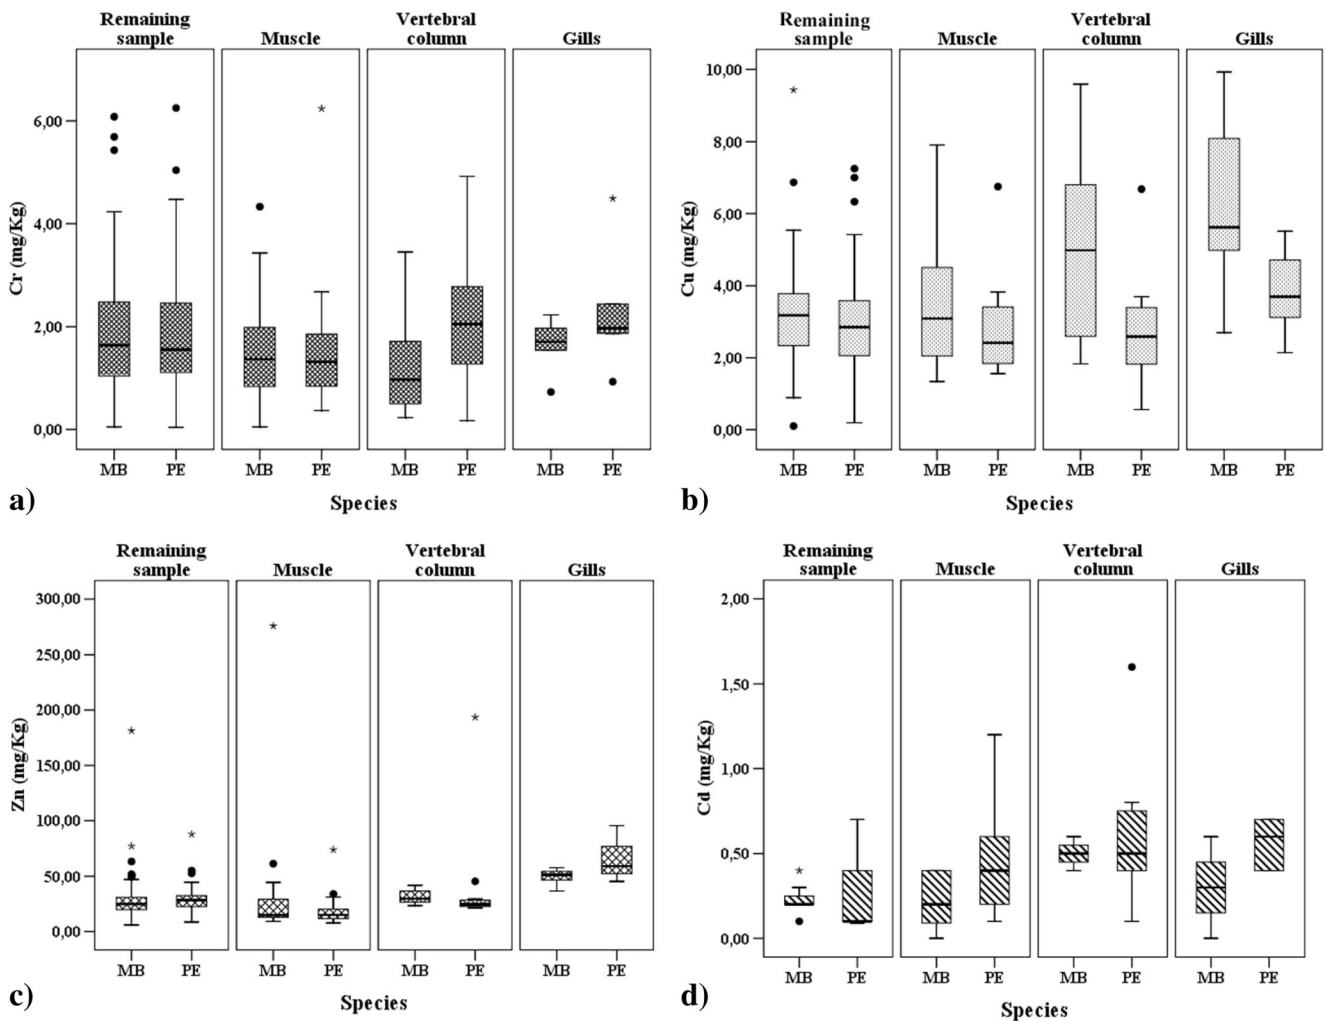 Remaining
sample
Muscle
Vertebral
column
Gills
6,00
4,00
2,00
0,00
Cr (mg/Kg)
MB
PE
MB
PE
MB
PE
MB
PE
Species
a)
Remaining
sample
Muscle
Vertebral
column
Gills
10,00
8,00
6,00
4,00
2,00
0,00
Cu (mg/Kg)
MB
PE
MB
PE
MB
PE
MB
PE
Species
b)
Remaining
sample
Muscle
Vertebral
column
Gills
300,00
250,00
200,00
150,00
100,00
50,00
0,00
Zn (mg/Kg)
MB
PE
MB
PE
MB
PE
MB
PE
Species
c)
Remaining
sample
Muscle
Vertebral
column
Gills
2,00
1,50
1,00
0,50
0,00
Cd (mg/Kg)
MB
PE
MB
PE
MB
PE
MB
PE
Species
d)